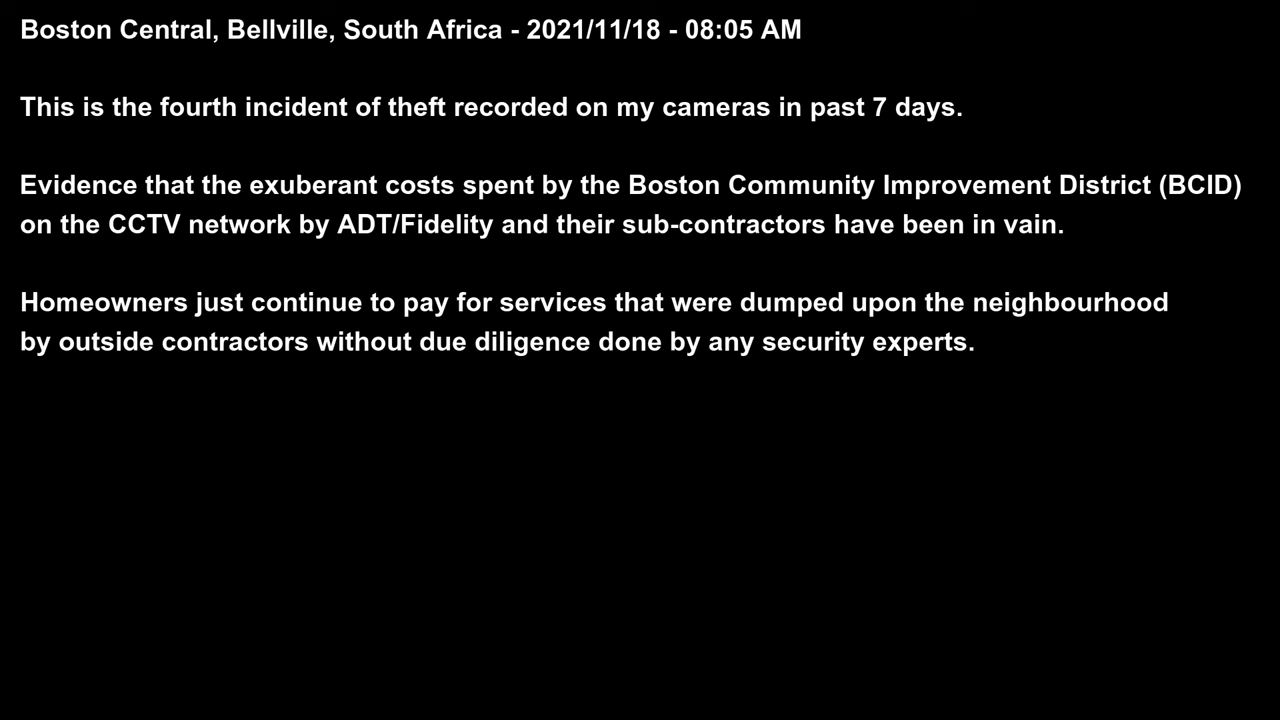 Boston Central, Bellville, South Africa - 2021/11/18 - 08:05 AM
This is the fourth incident of theft recorded on my cameras in past 7 days.
Evidence that the exuberant costs spent by the Boston Community Improvement District (BCID)
on the CCTV network by ADT/Fidelity and their sub-contractors have been in vain.
Homeowners just continue to pay for services that were dumped upon the neighbourhood
by outside contractors without due diligence done by any security experts.